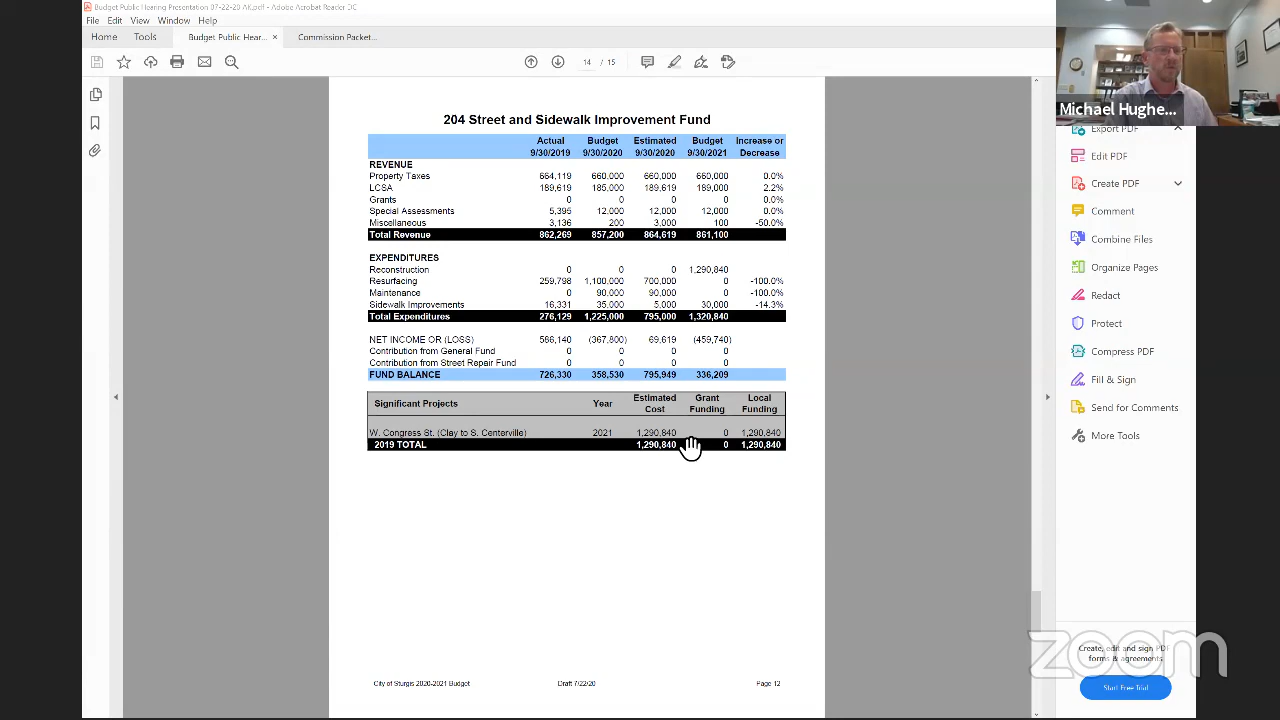 Budget Public Hearing Presentation 07-22-20-AK.pdf - Adobe Acrobat Reader DC
File Edit View Window Help
Home Tools Budget Public Hear... × Commission Packet...
14 / 15
Michael Hughe...
204 Street and Sidewalk Improvement Fund
Actual Budget Estimated Budget Increase or
9/30/2019 9/30/2020 9/30/2020 9/30/2021 Decrease
REVENUE
Property Taxes 664,119 660,000 660,000 660,000 0.0%
LCSA 189,619 185,000 189,619 189,000 2.2%
Grants 0 0 0 0 0.0%
Special Assessments 5,395 12,000 12,000 12,000 0.0%
Miscellaneous 3,136 200 3,000 100 -50.0%
Total Revenue 862,269 857,200 864,619 861,100
EXPENDITURES
Reconstruction 0 0 0 1,290,840
Resurfacing 259,798 1,100,000 700,000 0 -100.0%
Maintenance 0 90,000 90,000 0 -100.0%
Sidewalk Improvements 16,331 35,000 5,000 30,000 -14.3%
Total Expenditures 276,129 1,225,000 795,000 1,320,840
NET INCOME OR (LOSS) 586,140 (367,800) 69,619 (459,740)
Contribution from General Fund 0 0 0 0
Contribution from Street Repair Fund 0 0 0 0
FUND BALANCE 726,330 358,530 795,949 336,209
Significant Projects Year Estimated Cost Grant Funding Local Funding
W. Congress St. (Clay to S. Centerville) 2021 1,290,840 0 1,290,840
2019 TOTAL 1,290,840 0 1,290,840
City of Sturgis 2020-2021 Budget Draft 7/22/20 Page 12
Export PDF
Edit PDF
Create PDF
Comment
Combine Files
Organize Pages
Redact
Protect
Compress PDF
Fill & Sign
Send for Comments
More Tools
zoom
Create, edit and sign PDF
forms & agreements
Start Free Trial